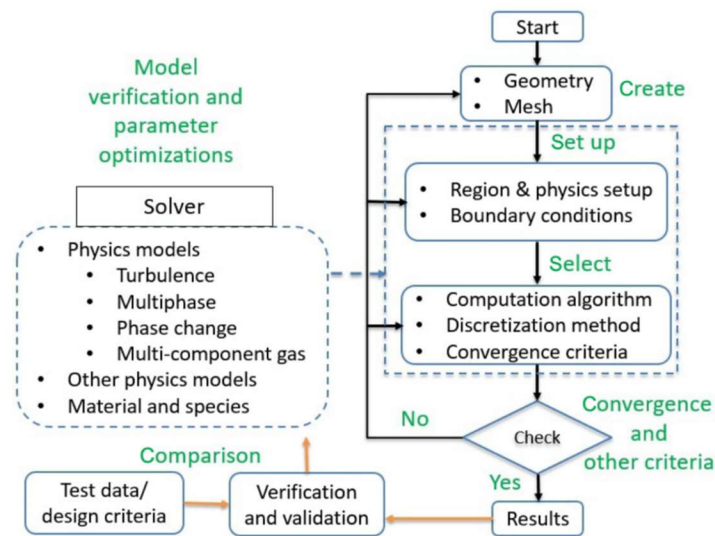 Start
• Geometry
• Mesh
Create
Set up
• Region & physics setup
• Boundary conditions
Select
• Computation algorithm
• Discretization method
• Convergence criteria
No
Check
Convergence
and
other criteria
Yes
Results
Model
verification and
parameter
optimizations
Solver
• Physics models
• Turbulence
• Multiphase
• Phase change
• Multi-component gas
• Other physics models
• Material and species
Comparison
Test data/
design criteria
Verification
and validation